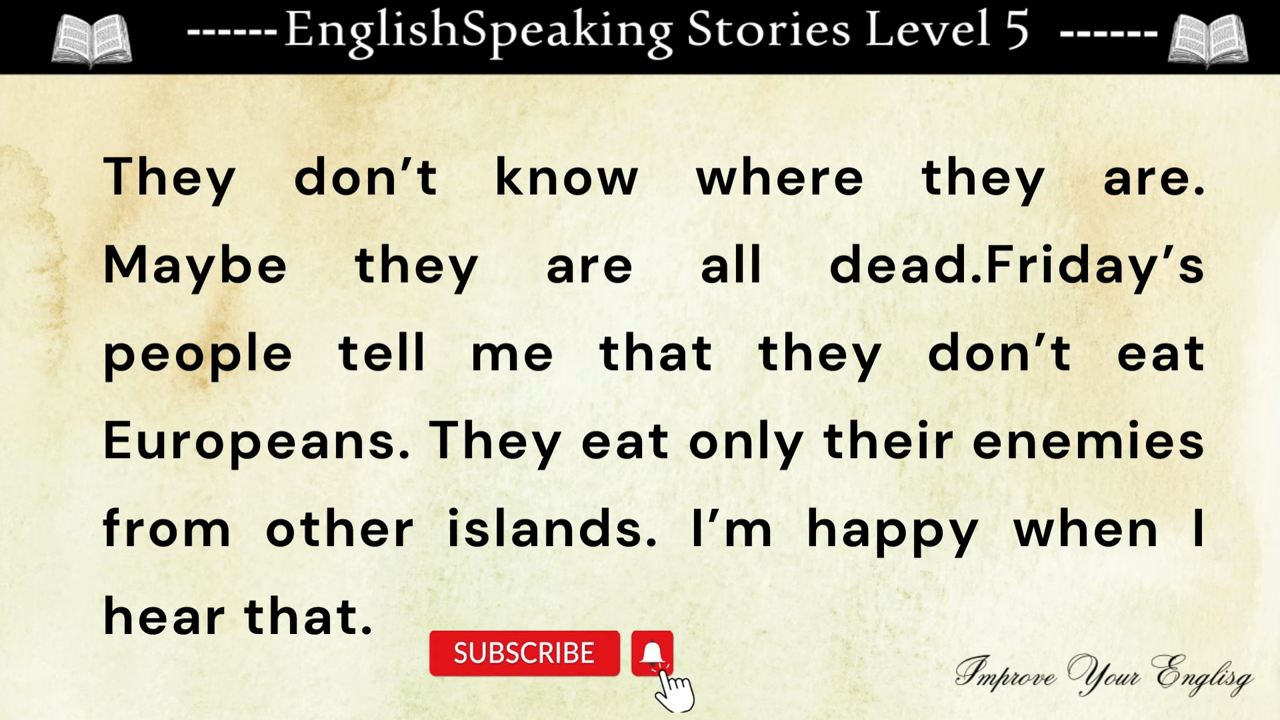 ------EnglishSpeaking Stories Level 5 ------
They don’t know where they are.
Maybe they are all dead.Friday’s
people tell me that they don’t eat
Europeans. They eat only their enemies
from other islands. I’m happy when I
hear that.
SUBSCRIBE
Improve Your Englisg